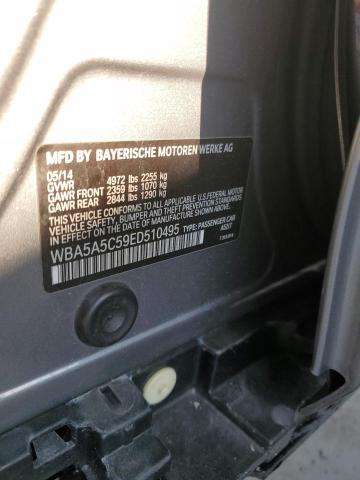 MFD BY BAYERISCHE MOTOREN WERKE AG
05/14
GVWR 4972 lbs 2255 kg
GAWR FRONT 2359 lbs 1070 kg
GAWR REAR 2844 lbs 1290 kg
THIS VEHICLE CONFORMS TO ALL APPLICABLE U.S. FEDERAL MOTOR
VEHICLE SAFETY, BUMPER, AND THEFT PREVENTION STANDARDS
IN EFFECT ON THE DATE OF MANUFACTURE SHOWN ABOVE.
WBA5A5C59ED510495 TYPE: PASSENGER CAR